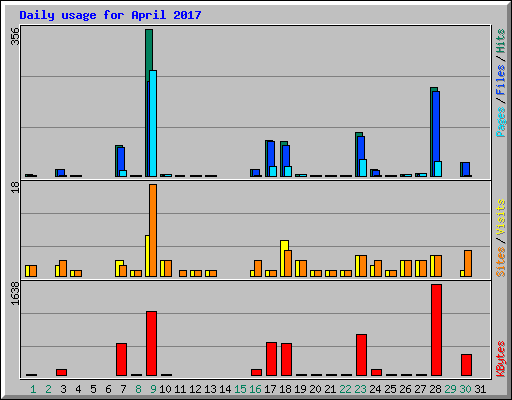 Daily usage for April 2017
356
Pages / Files / Hits
18
Sites / Visits
1638
KBytes
1 2 3 4 5 6 7 8 9 10 11 12 13 14 15 16 17 18 19 20 21 22 23 24 25 26 27 28 29 30 31